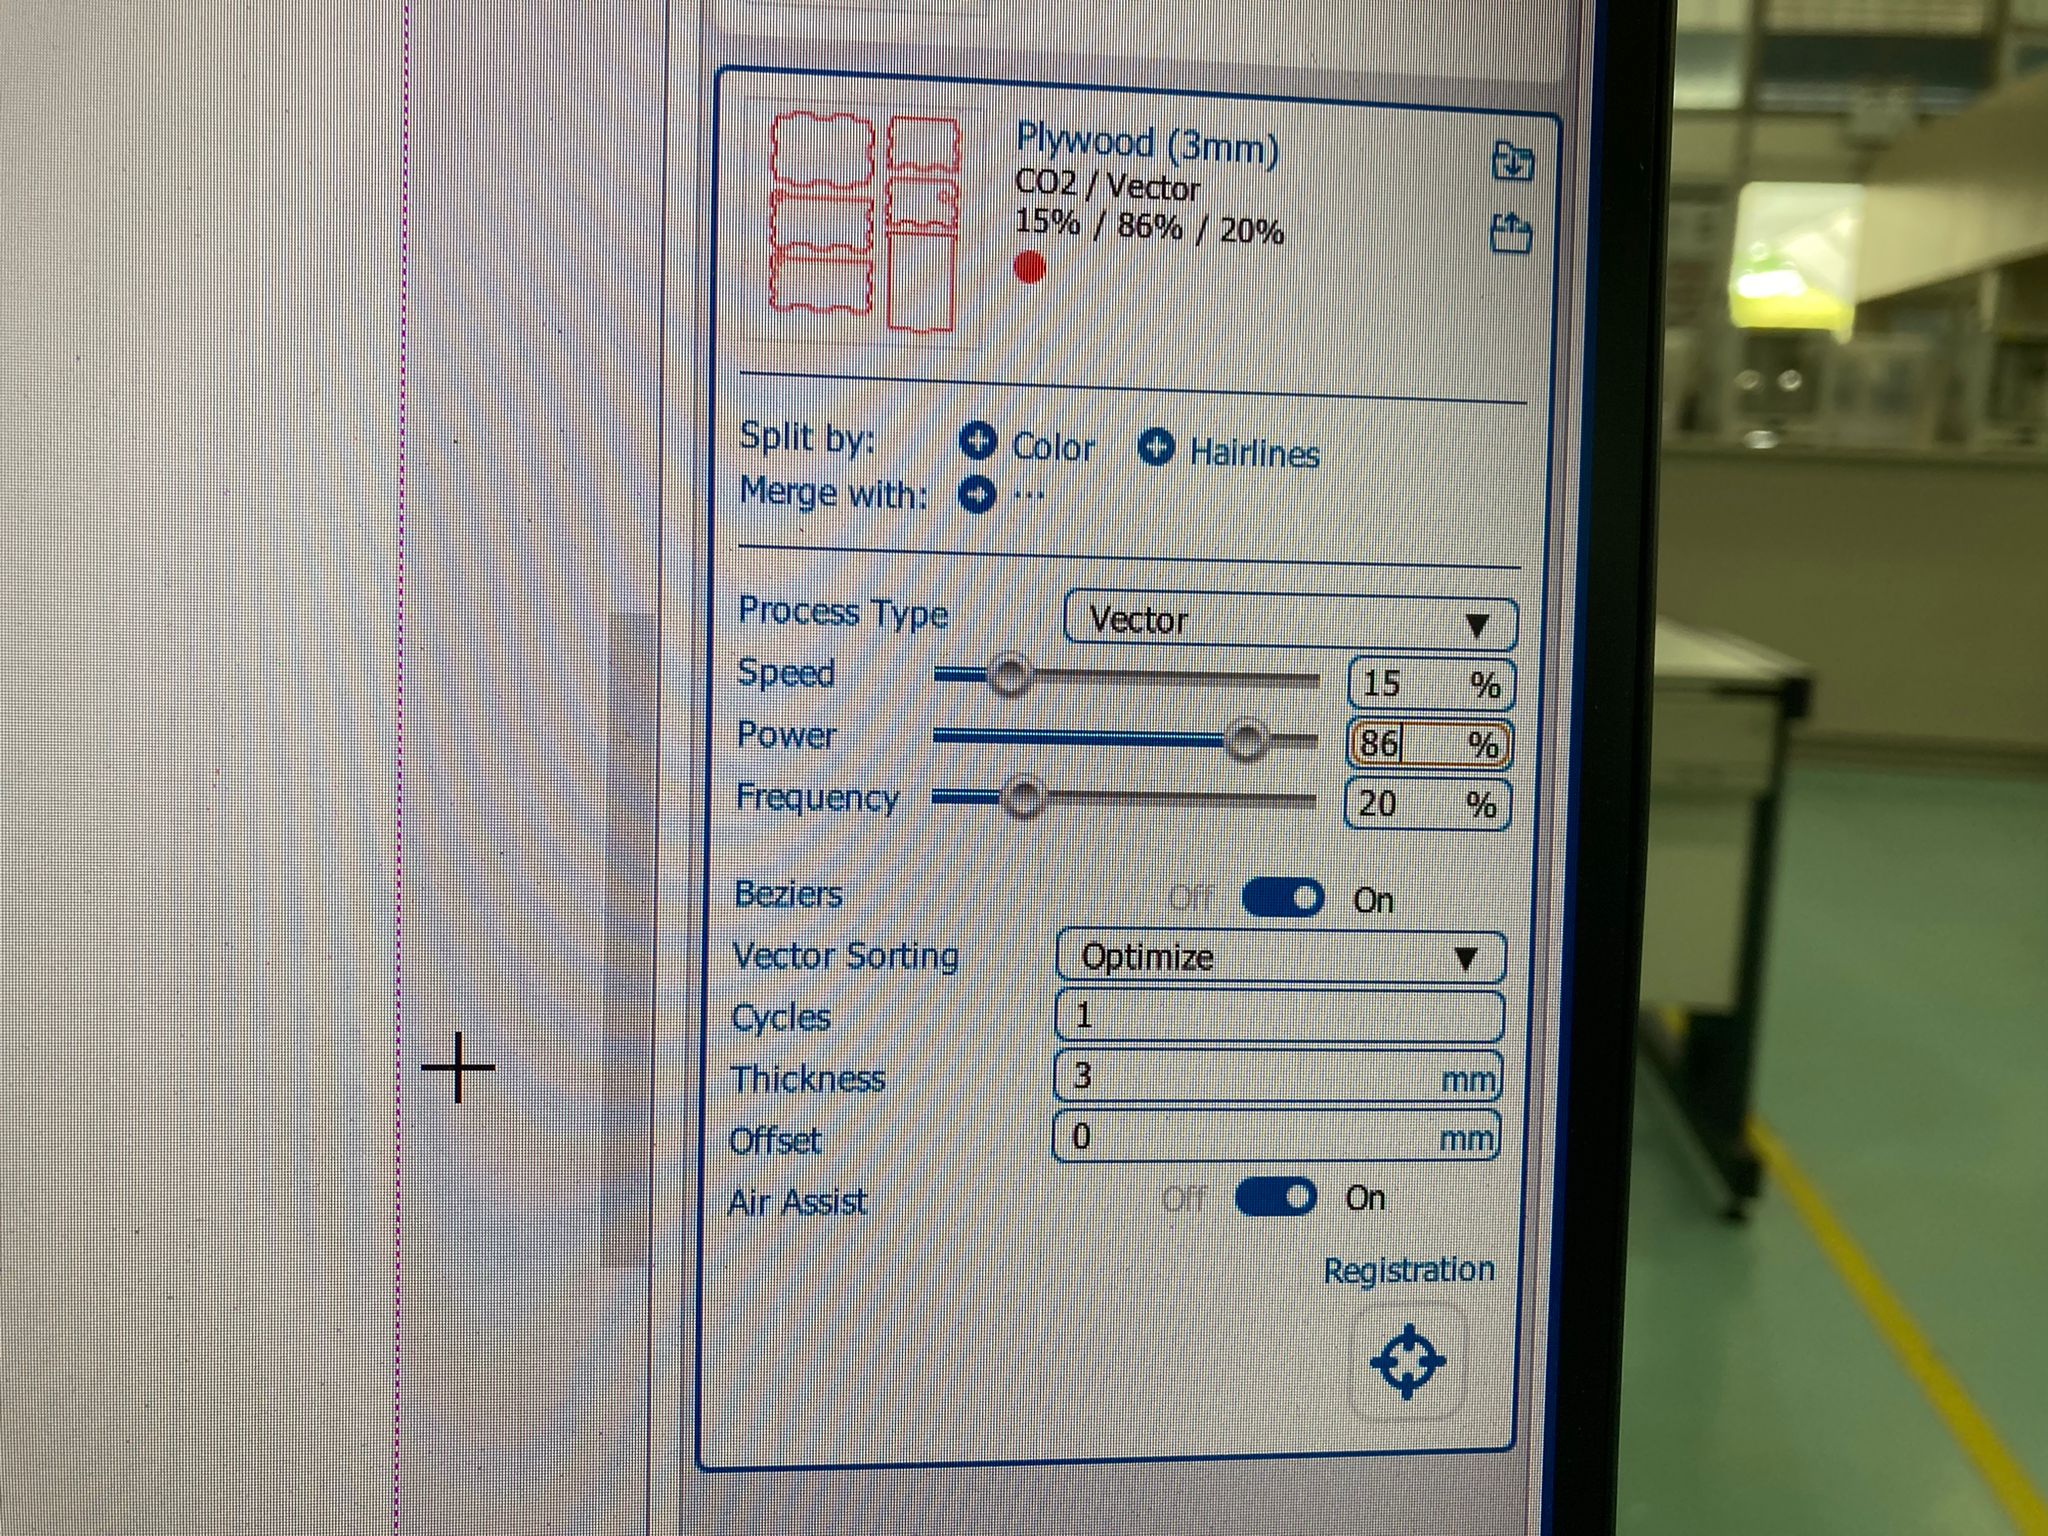 Plywood (3mm)
CO2 / Vector
15% / 86% / 20%
Split by: Color Hairlines
Merge with: ...
Process Type Vector
Speed 15 %
Power 86 %
Frequency 20 %
Beziers Off On
Vector Sorting Optimize
Cycles 1
Thickness 3 mm
Offset 0 mm
Air Assist Off On
Registration